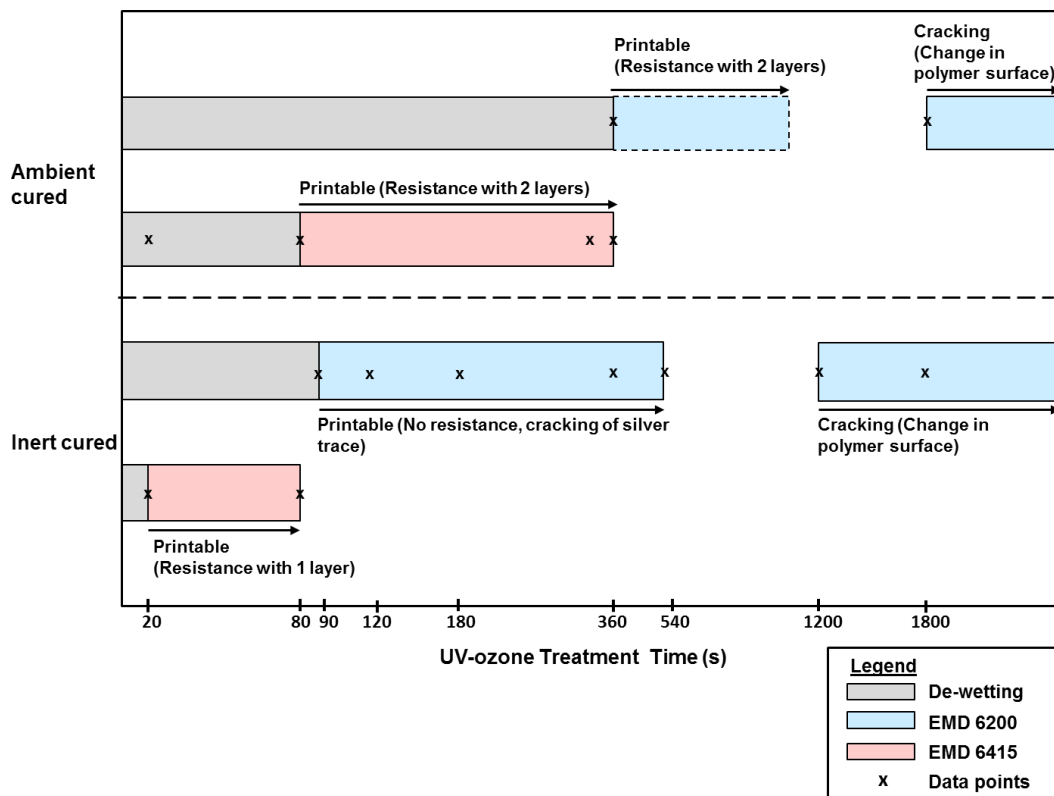 Printable
(Resistance with 2 layers)
Cracking
(Change in
polymer surface)
x
x
Ambient
cured
Printable (Resistance with 2 layers)
x
x
x
x
x
x
x
x
x
x
x
Printable (No resistance, cracking of silver
trace)
Cracking (Change in
polymer surface)
Inert cured
x
x
Printable
(Resistance with 1 layer)
20
80
90
120
180
360
540
1200
1800
UV-ozone Treatment Time (s)
Legend
De-wetting
EMD 6200
EMD 6415
x
Data points